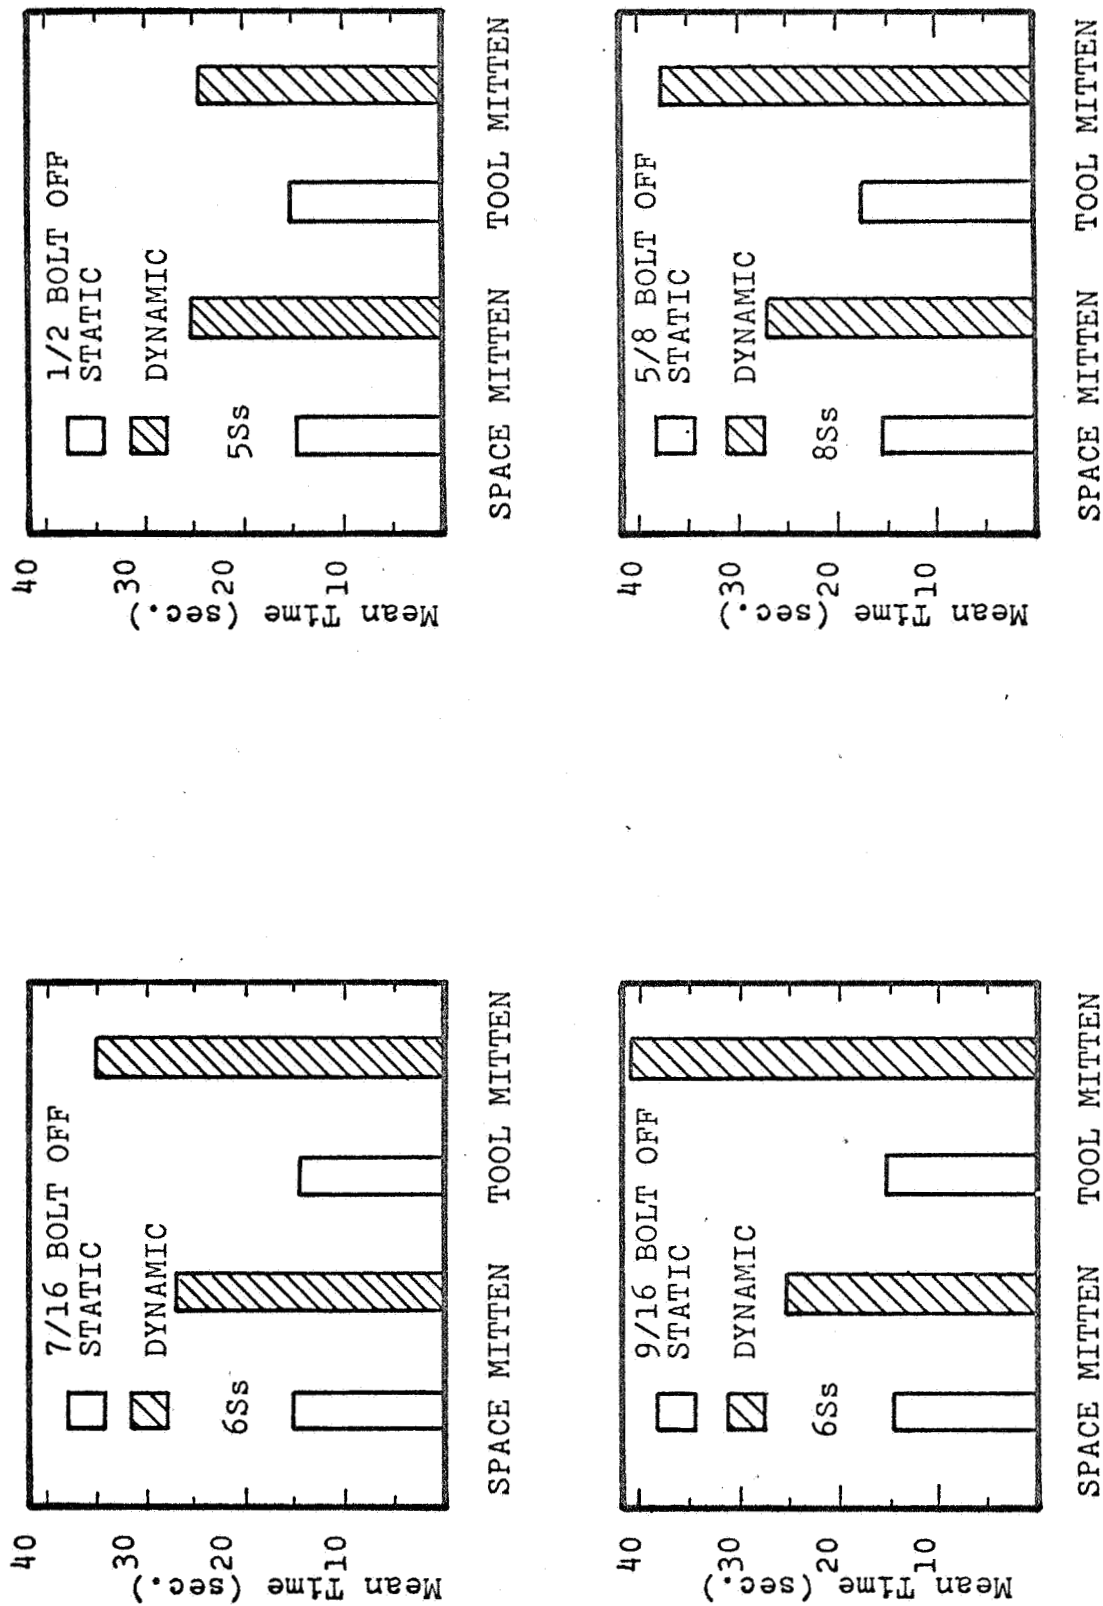 7/16 BOLT OFF
STATIC
DYNAMIC
6Ss
40
30
20
10
Mean Time (sec.)
SPACE MITTEN TOOL MITTEN
1/2 BOLT OFF
STATIC
DYNAMIC
5Ss
40
30
20
10
Mean Time (sec.)
SPACE MITTEN TOOL MITTEN
9/16 BOLT OFF
STATIC
DYNAMIC
6Ss
40
30
20
10
Mean Time (sec.)
SPACE MITTEN TOOL MITTEN
5/8 BOLT OFF
STATIC
DYNAMIC
8Ss
40
30
20
10
Mean Time (sec.)
SPACE MITTEN TOOL MITTEN